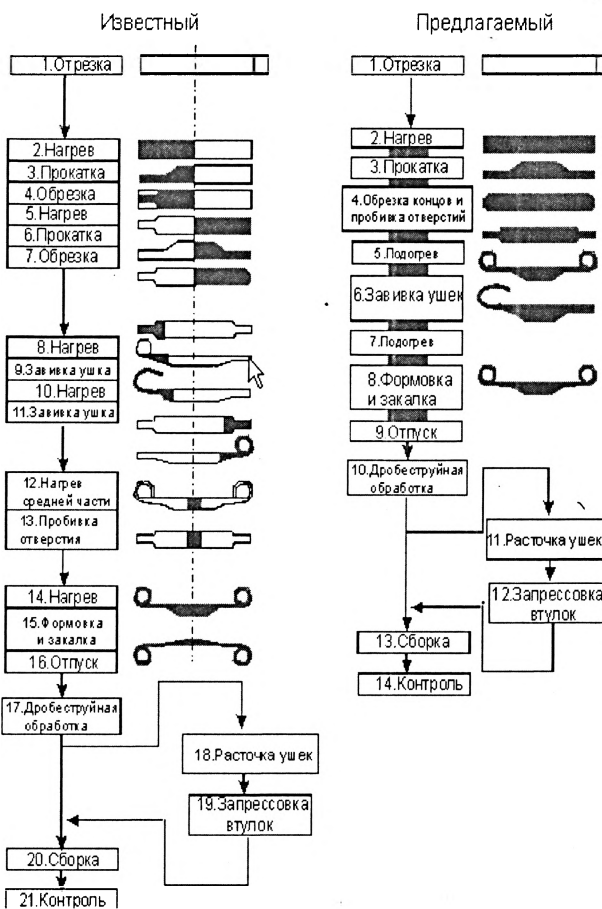 Известный
1.Отрезка
2.Нагрев
3.Прокатка
4.Обрезка
5.Нагрев
6.Прокатка
7.Обрезка
8.Нагрев
9.Завивка ушка
10.Нагрев
11.Завивка ушка
12.Нагрев
средней части
13.Пробивка
отверстия
14.Нагрев
15.Формовка
и закалка
16.Отпуск
17.Дробеструйная
обработка
18.Расточка ушек
19.Запрессовка
втулок
20.Сборка
21.Контроль
Предлагаемый
1.Отрезка
2.Нагрев
3.Прокатка
4.Обрезка концов и
пробивка отверстий
5.Подогрев
6.Завивка ушек
7.Подогрев
8.Формовка
и закалка
9.Отпуск
10.Дробеструйная
обработка
11.Расточка ушек
12.Запрессовка
втулок
13.Сборка
14.Контроль